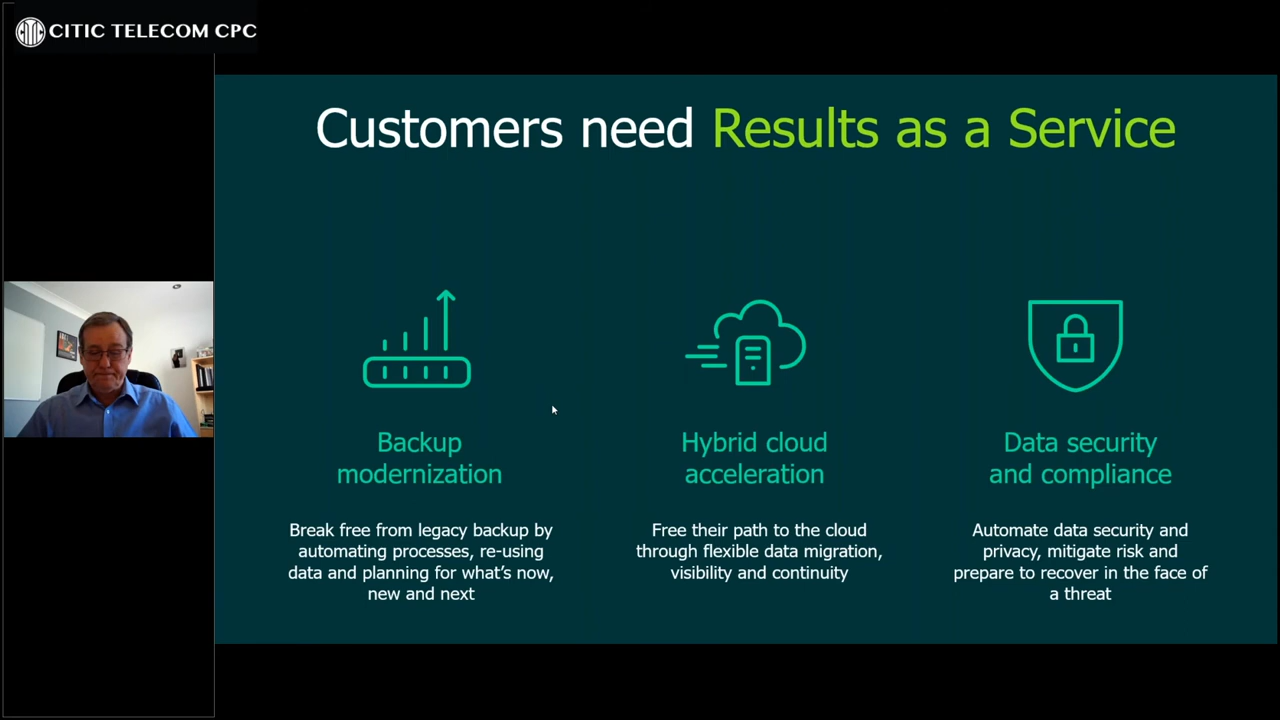 CITIC TELECOM CPC
Customers need Results as a Service
Backup
modernization
Break free from legacy backup by
automating processes, re-using
data and planning for what’s now,
new and next
Hybrid cloud
acceleration
Free their path to the cloud
through flexible data migration,
visibility and continuity
Data security
and compliance
Automate data security and
privacy, mitigate risk and
prepare to recover in the face of
a threat